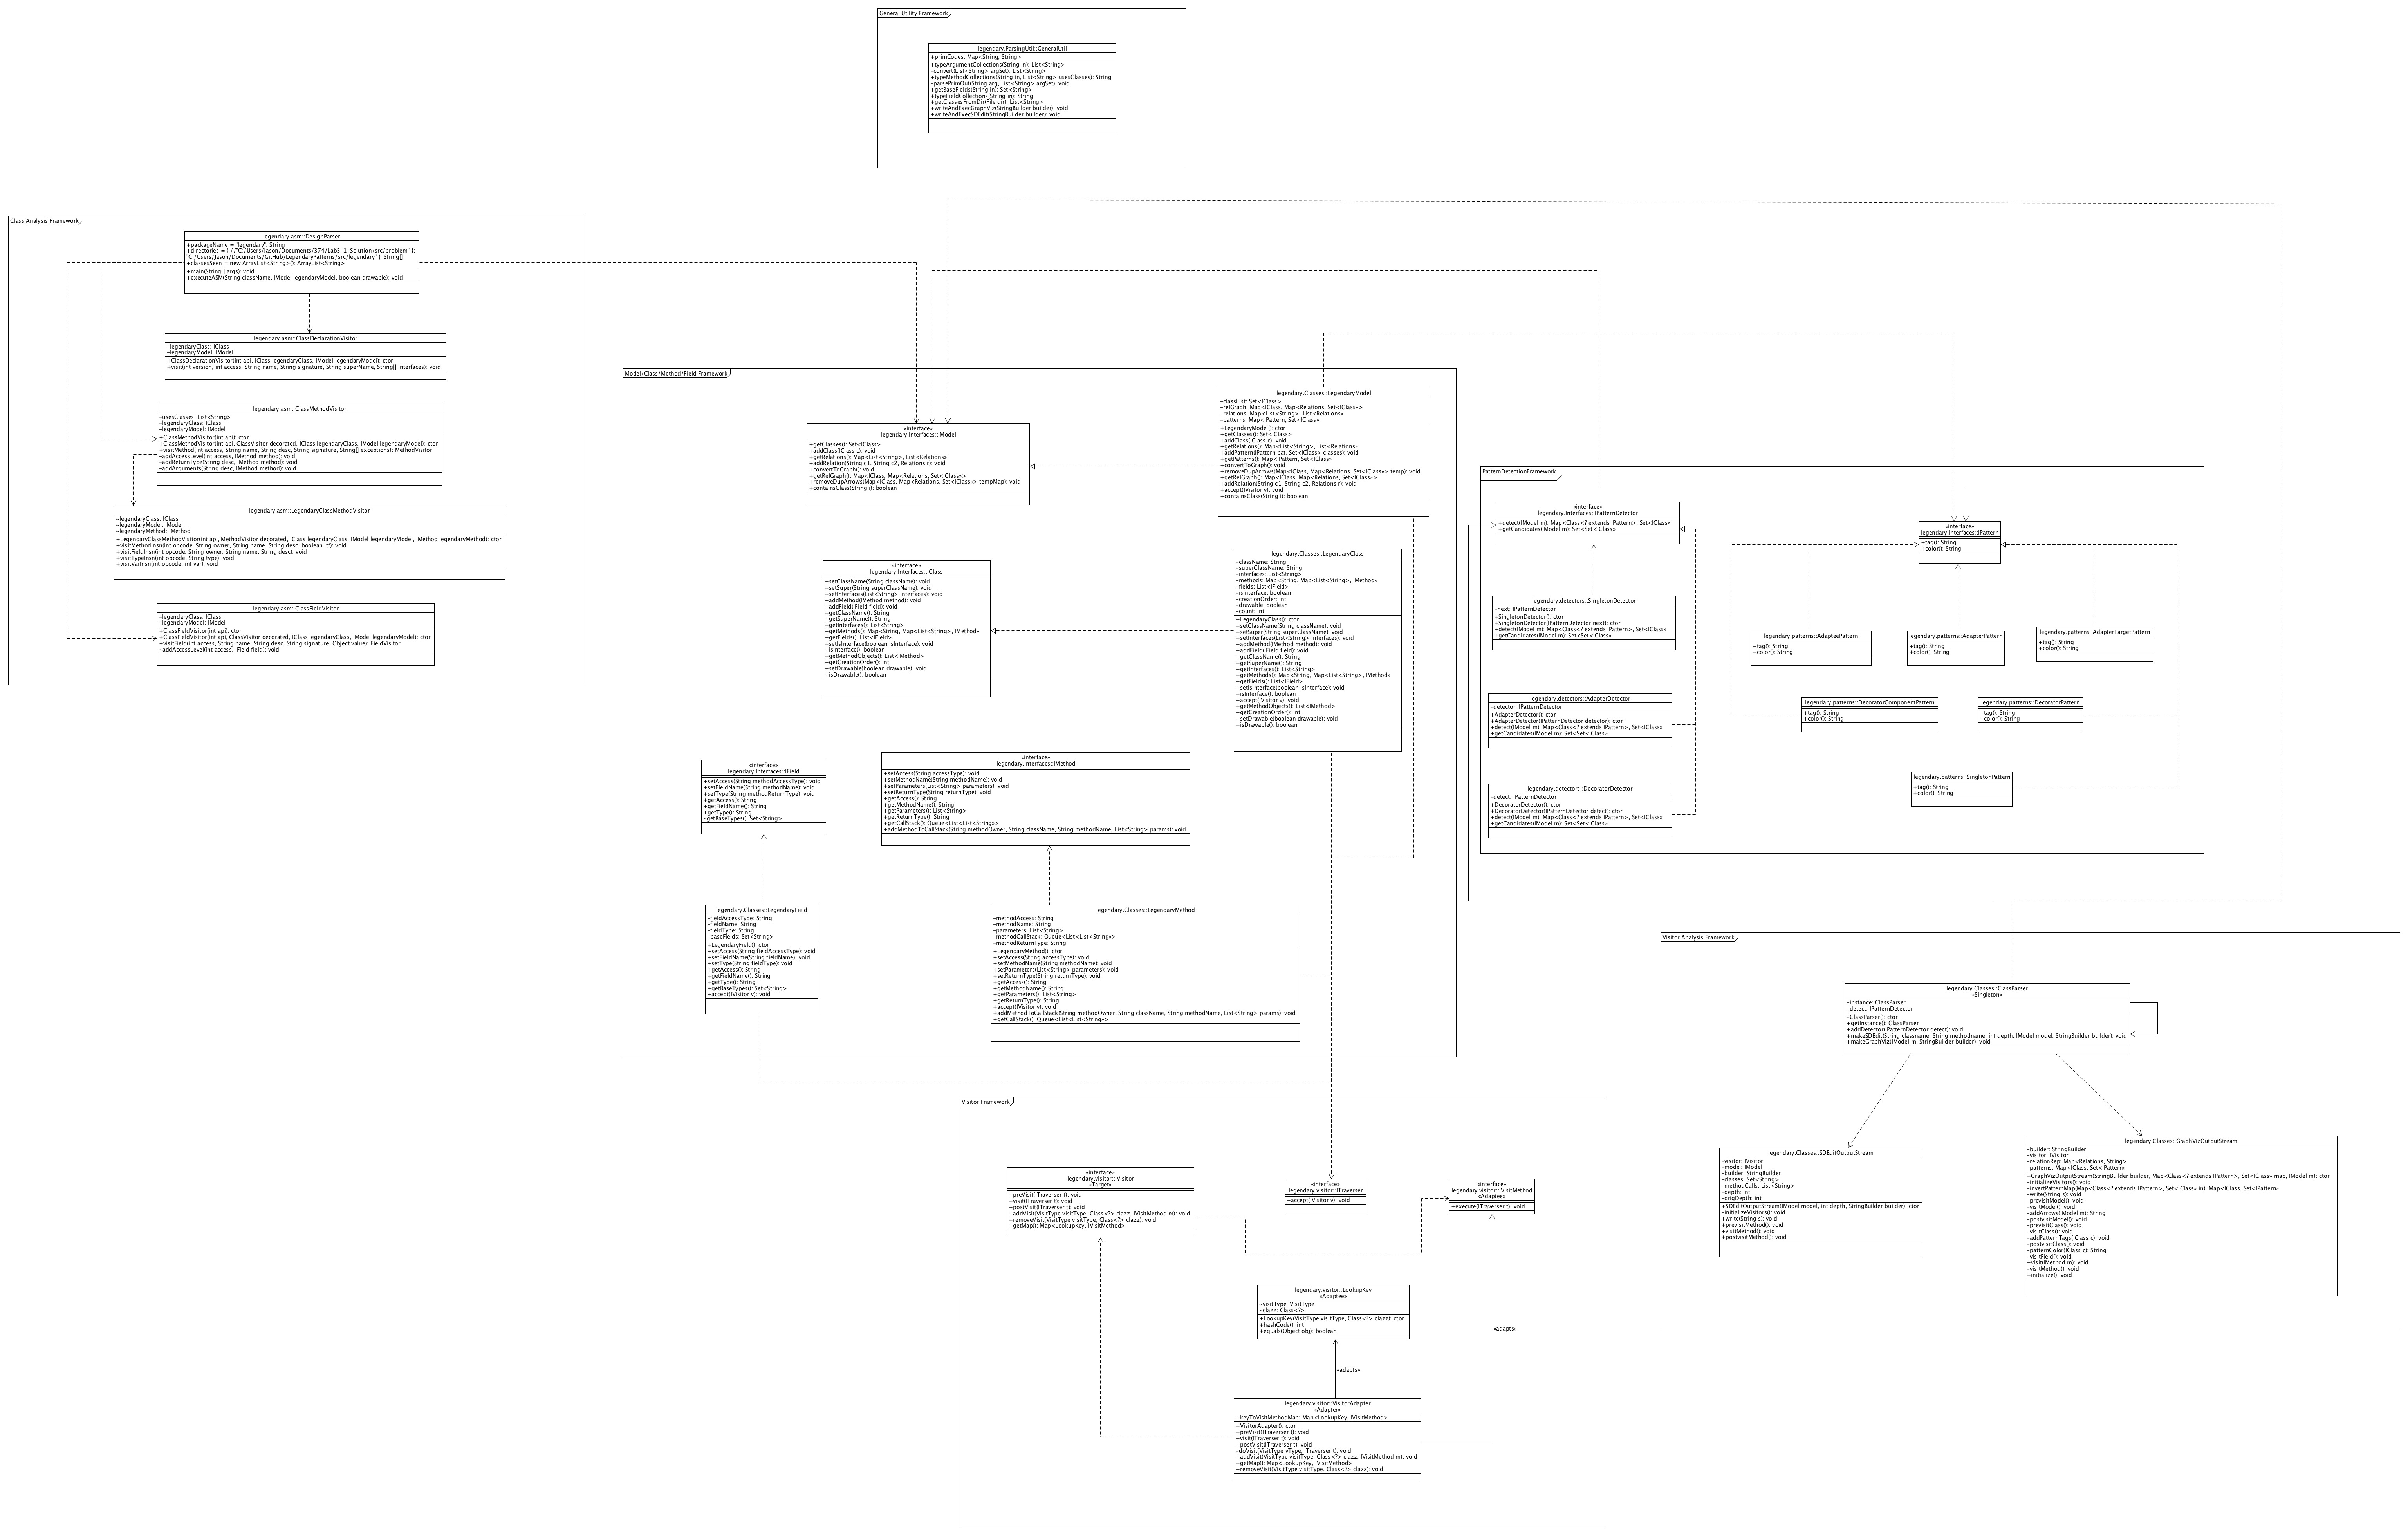 General Utility Framework
legendary.ParsingUtil::GeneralUtil
+primCodes: Map<String, String>
+typeArgumentCollections(String in): List<String>
-convert(List<String> argSet): List<String>
+typeMethodCollections(String in, List<String> usesClasses): String
-parsePrimOut(String arg, List<String> argSet): void
+getBaseFields(String in): Set<String>
+typeFieldCollections(String in): String
+getClassesFromDir(File dir): List<String>
+writeAndExecGraphViz(StringBuilder builder): void
+writeAndExecSDEdit(StringBuilder builder): void
Class Analysis Framework
legendary.asm::DesignParser
+packageName = "legendary": String
+directories = { //"C:/Users/Jason/Documents/374/Lab5-1-Solution/src/problem" };
"C:/Users/Jason/Documents/GitHub/LegendaryPatterns/src/legendary" }: String[]
+classesSeen = new ArrayList<String>(): ArrayList<String>
+main(String[] args): void
+executeASM(String className, IModel legendaryModel, boolean drawable): void
legendary.asm::ClassDeclarationVisitor
-legendaryClass: IClass
-legendaryModel: IModel
+ClassDeclarationVisitor(int api, IClass legendaryClass, IModel legendaryModel): ctor
+visit(int version, int access, String name, String signature, String superName, String[] interfaces): void
legendary.asm::ClassMethodVisitor
-usesClasses: List<String>
-legendaryClass: IClass
-legendaryModel: IModel
+ClassMethodVisitor(int api): ctor
+ClassMethodVisitor(int api, ClassVisitor decorated, IClass legendaryClass, IModel legendaryModel): ctor
+visitMethod(int access, String name, String desc, String signature, String[] exceptions): MethodVisitor
-addAccessLevel(int access, IMethod method): void
-addReturnType(String desc, IMethod method): void
-addArguments(String desc, IMethod method): void
legendary.asm::LegendaryClassMethodVisitor
-legendaryClass: IClass
-legendaryModel: IModel
-legendaryMethod: IMethod
+LegendaryClassMethodVisitor(int api, MethodVisitor decorated, IClass legendaryClass, IModel legendaryModel, IMethod legendaryMethod): ctor
+visitMethodInsn(int opcode, String owner, String name, String desc, boolean itf): void
+visitFieldInsn(int opcode, String owner, String name, String desc): void
+visitTypeInsn(int opcode, String type): void
+visitVarInsn(int opcode, int var): void
legendary.asm::ClassFieldVisitor
-legendaryClass: IClass
-legendaryModel: IModel
+ClassFieldVisitor(int api): ctor
+ClassFieldVisitor(int api, ClassVisitor decorated, IClass legendaryClass, IModel legendaryModel): ctor
+visitField(int access, String name, String desc, String signature, Object value): FieldVisitor
-addAccessLevel(int access, IField field): void
Model/Class/Method/Field Framework
«interface»
legendary.Interfaces::IModel
+getClasses(): Set<IClass>
+addClass(IClass c): void
+getRelations(): Map<List<String>, List<Relations>
+addRelation(String c1, String c2, Relations r): void
+convertToGraph(): void
+getRelGraph(): Map<IClass, Map<Relations, Set<IClass»>
+removeDupArrows(Map<IClass, Map<Relations, Set<IClass»> tempMap): void
+containsClass(String i): boolean
legendary.Classes::LegendaryModel
-classList: Set<IClass>
-relGraph: Map<IClass, Map<Relations, Set<IClass»>
-relations: Map<List<String>, List<Relations>
-patterns: Map<IPattern, Set<IClass»
+LegendaryModel(): ctor
+getClasses(): Set<IClass>
+addClass(IClass c): void
+getRelations(): Map<List<String>, List<Relations>
+addPattern(IPattern pat, Set<IClass> classes): void
+getPatterns(): Map<IPattern, Set<IClass»
+convertToGraph(): void
+removeDupArrows(Map<IClass, Map<Relations, Set<IClass»> temp): void
+getRelGraph(): Map<IClass, Map<Relations, Set<IClass»>
+addRelation(String c1, String c2, Relations r): void
+accept(IVisitor v): void
+containsClass(String i): boolean
«interface»
legendary.Interfaces::IClass
+setClassName(String className): void
+setSuper(String superClassName): void
+setInterfaces(List<String> interfaces): void
+addMethod(IMethod method): void
+addField(IField field): void
+getClassName(): String
+getSuperName(): String
+getInterfaces(): List<String>
+getMethods(): Map<String, Map<List<String>, IMethod»
+getFields(): List<IField>
+setIsInterface(boolean isInterface): void
+isInterface(): boolean
+getMethodObjects(): List<IMethod>
+getCreationOrder(): int
+setDrawable(boolean drawable): void
+isDrawable(): boolean
legendary.Classes::LegendaryClass
-className: String
-superClassName: String
-interfaces: List<String>
-methods: Map<String, Map<List<String>, IMethod»
-fields: List<IField>
-isInterface: boolean
-creationOrder: int
-drawable: boolean
-count: int
+LegendaryClass(): ctor
+setClassName(String className): void
+setSuper(String superClassName): void
+setInterfaces(List<String> interfaces): void
+addMethod(IMethod method): void
+addField(IField field): void
+getClassName(): String
+getSuperName(): String
+getInterfaces(): List<String>
+getMethods(): Map<String, Map<List<String>, IMethod»
+getFields(): List<IField>
+setIsInterface(boolean isInterface): void
+isInterface(): boolean
+accept(IVisitor v): void
+getMethodObjects(): List<IMethod>
+getCreationOrder(): int
+setDrawable(boolean drawable): void
+isDrawable(): boolean
«interface»
legendary.Interfaces::IField
+setAccess(String methodAccessType): void
+setFieldName(String methodName): void
+setType(String methodReturnType): void
+getAccess(): String
+getFieldName(): String
+getType(): String
-getBaseTypes(): Set<String>
«interface»
legendary.Interfaces::IMethod
+setAccess(String accessType): void
+setMethodName(String methodName): void
+setParameters(List<String> parameters): void
+setReturnType(String returnType): void
+getAccess(): String
+getMethodName(): String
+getParameters(): List<String>
+getReturnType(): String
+getCallStack(): Queue<List<List<String»>
+addMethodToCallStack(String methodOwner, String className, String methodName, List<String> params): void
legendary.Classes::LegendaryField
-fieldAccessType: String
-fieldName: String
-fieldType: String
-baseFields: Set<String>
+LegendaryField(): ctor
+setAccess(String fieldAccessType): void
+setFieldName(String fieldName): void
+setType(String fieldType): void
+getAccess(): String
+getFieldName(): String
+getType(): String
+getBaseTypes(): Set<String>
+accept(IVisitor v): void
legendary.Classes::LegendaryMethod
-methodAccess: String
-methodName: String
-parameters: List<String>
-methodCallStack: Queue<List<List<String»>
-methodReturnType: String
+LegendaryMethod(): ctor
+setAccess(String accessType): void
+setMethodName(String methodName): void
+setParameters(List<String> parameters): void
+setReturnType(String returnType): void
+getAccess(): String
+getMethodName(): String
+getParameters(): List<String>
+getReturnType(): String
+accept(IVisitor v): void
+addMethodToCallStack(String methodOwner, String className, String methodName, List<String> params): void
+getCallStack(): Queue<List<List<String»>
PatternDetectionFramework
«interface»
legendary.Interfaces::IPatternDetector
+detect(IModel m): Map<Class<? extends IPattern>, Set<IClass»
+getCandidates(IModel m): Set<Set<IClass»
«interface»
legendary.Interfaces::IPattern
+tag(): String
+color(): String
legendary.detectors::SingletonDetector
-next: IPatternDetector
+SingletonDetector(): ctor
+SingletonDetector(IPatternDetector next): ctor
+detect(IModel m): Map<Class<? extends IPattern>, Set<IClass»
+getCandidates(IModel m): Set<Set<IClass»
legendary.patterns::AdapteePattern
+tag(): String
+color(): String
legendary.patterns::AdapterPattern
+tag(): String
+color(): String
legendary.patterns::AdapterTargetPattern
+tag(): String
+color(): String
legendary.detectors::AdapterDetector
-detector: IPatternDetector
+AdapterDetector(): ctor
+AdapterDetector(IPatternDetector detector): ctor
+detect(IModel m): Map<Class<? extends IPattern>, Set<IClass»
+getCandidates(IModel m): Set<Set<IClass»
legendary.patterns::DecoratorComponentPattern
+tag(): String
+color(): String
legendary.patterns::DecoratorPattern
+tag(): String
+color(): String
legendary.detectors::DecoratorDetector
-detect: IPatternDetector
+DecoratorDetector(): ctor
+DecoratorDetector(IPatternDetector detect): ctor
+detect(IModel m): Map<Class<? extends IPattern>, Set<IClass»
+getCandidates(IModel m): Set<Set<IClass»
legendary.patterns::SingletonPattern
+tag(): String
+color(): String
Visitor Analysis Framework
legendary.Classes::ClassParser
«Singleton»
-instance: ClassParser
-detect: IPatternDetector
-ClassParser(): ctor
+getInstance(): ClassParser
+addDetector(IPatternDetector detect): void
+makeSDEdit(String classname, String methodname, int depth, IModel model, StringBuilder builder): void
+makeGraphViz(IModel m, StringBuilder builder): void
legendary.Classes::SDEditOutputStream
-visitor: IVisitor
-model: IModel
-builder: StringBuilder
-classes: Set<String>
-methodCalls: List<String>
-depth: int
-origDepth: int
+SDEditOutputStream(IModel model, int depth, StringBuilder builder): ctor
-initializeVisitors(): void
+write(String s): void
+previsitMethod(): void
+visitMethod(): void
+postvisitMethod(): void
legendary.Classes::GraphVizOutputStream
-builder: StringBuilder
-visitor: IVisitor
-relationRep: Map<Relations, String>
-patterns: Map<IClass, Set<IPattern»
+GraphVizOutputStream(StringBuilder builder, Map<Class<? extends IPattern>, Set<IClass» map, IModel m): ctor
-initializeVisitors(): void
-invertPatternMap(Map<Class<? extends IPattern>, Set<IClass» in): Map<IClass, Set<IPattern»
-write(String s): void
-previsitModel(): void
-visitModel(): void
-addArrows(IModel m): String
-postvisitModel(): void
-previsitClass(): void
-visitClass(): void
-addPatternTags(IClass c): void
-postvisitClass(): void
-patternColor(IClass c): String
-visitField(): void
+visit(IMethod m): void
-visitMethod(): void
+initialize(): void
Visitor Framework
«interface»
legendary.visitor::IVisitor
«Target»
+preVisit(ITraverser t): void
+visit(ITraverser t): void
+postVisit(ITraverser t): void
+addVisit(VisitType visitType, Class<?> clazz, IVisitMethod m): void
+removeVisit(VisitType visitType, Class<?> clazz): void
+getMap(): Map<LookupKey, IVisitMethod>
«interface»
legendary.visitor::ITraverser
+accept(IVisitor v): void
«interface»
legendary.visitor::IVisitMethod
«Adaptee»
+execute(ITraverser t): void
legendary.visitor::LookupKey
«Adaptee»
-visitType: VisitType
-clazz: Class<?>
+LookupKey(VisitType visitType, Class<?> clazz): ctor
+hashCode(): int
+equals(Object obj): boolean
«adapts»
«adapts»
legendary.visitor::VisitorAdapter
«Adapter»
+keyToVisitMethodMap: Map<LookupKey, IVisitMethod>
+VisitorAdapter(): ctor
+preVisit(ITraverser t): void
+visit(ITraverser t): void
+postVisit(ITraverser t): void
-doVisit(VisitType vType, ITraverser t): void
+addVisit(VisitType visitType, Class<?> clazz, IVisitMethod m): void
+getMap(): Map<LookupKey, IVisitMethod>
+removeVisit(VisitType visitType, Class<?> clazz): void